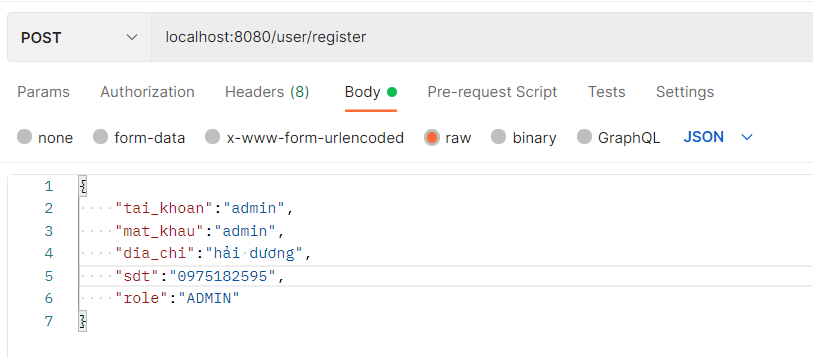 POST localhost:8080/user/register
Params Authorization Headers (8) Body Pre-request Script Tests Settings
none form-data x-www-form-urlencoded raw binary GraphQL JSON
1 {
2 "tai_khoan":"admin",
3 "mat_khau":"admin",
4 "dia_chi":"hải dương",
5 "sdt":"0975182595",
6 "role":"ADMIN"
7 }